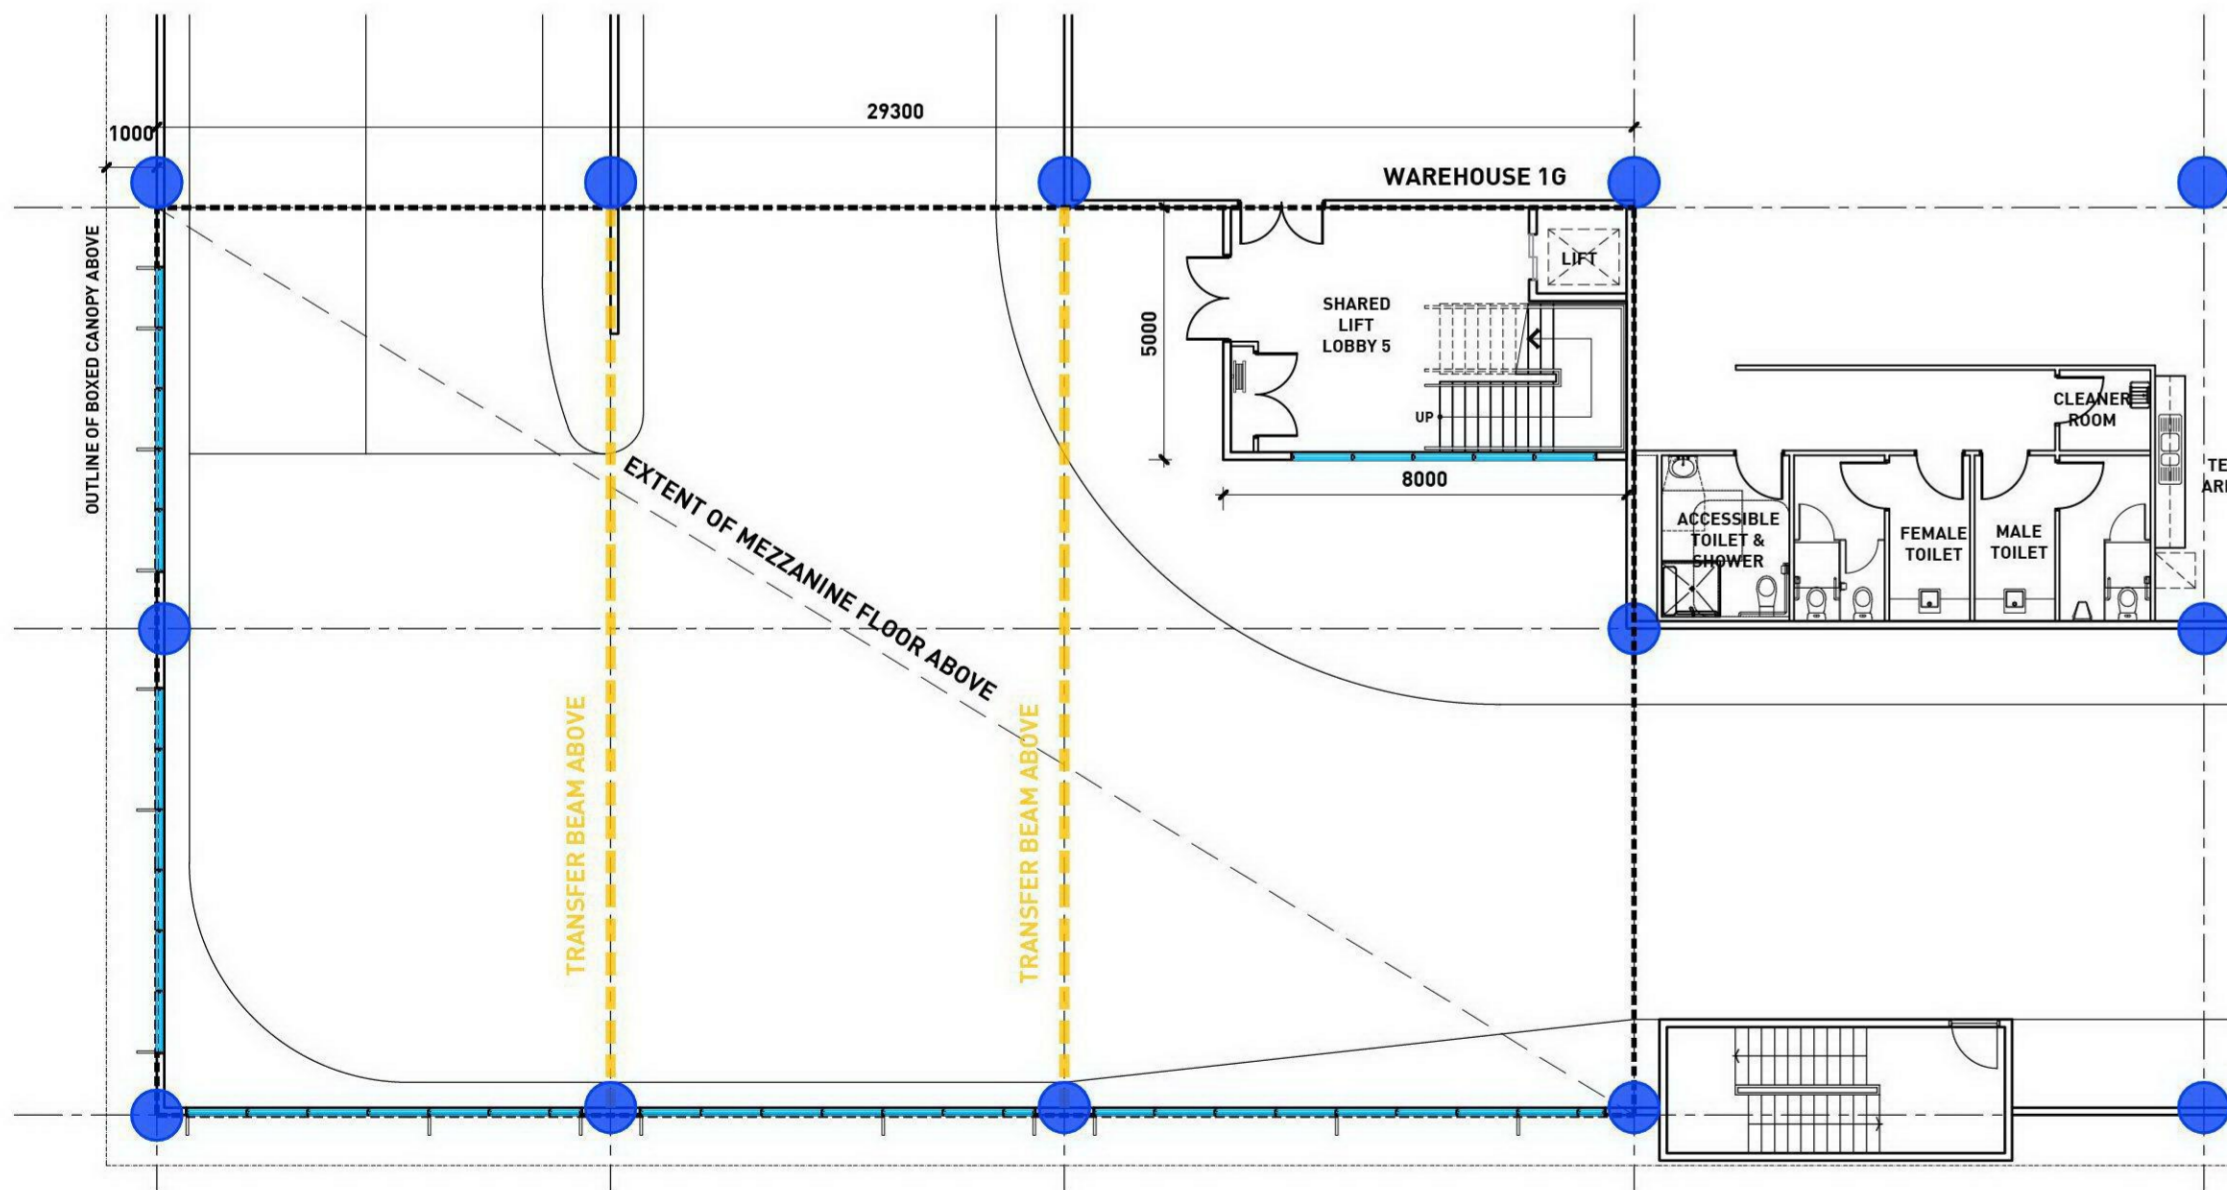 29300
1000
WAREHOUSE 1G
OUTLINE OF BOXED CANOPY ABOVE
LIFT
SHARED
LIFT
LOBBY 5
5000
UP
8000
CLEANER
ROOM
EXTENT OF MEZZANINE FLOOR ABOVE
ACCESSIBLE
TOILET &
SHOWER
FEMALE
TOILET
MALE
TOILET
TRANSFER BEAM ABOVE
TRANSFER BEAM ABOVE